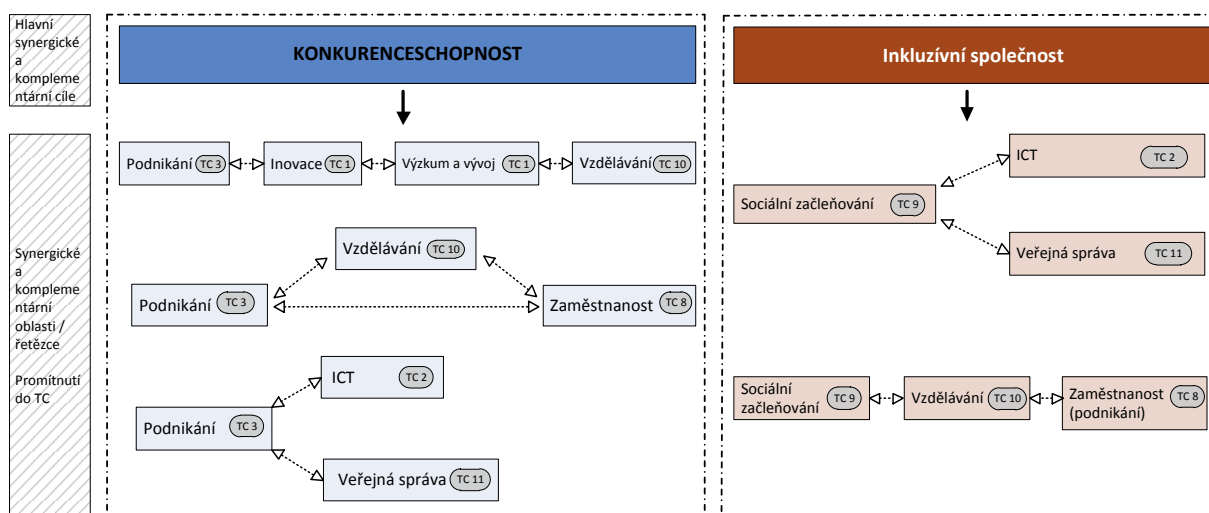 Hlavní
synergické
a
kompleme
ntární cíle
KONKURENCESCHOPNOST
Inkluzívní společnost
Synergické
a
kompleme
ntární
oblasti /
řetězce
Promítnutí
do TC
Podnikání TC 3
Inovace TC 1
Výzkum a vývoj TC 1
Vzdělávání TC 10
Vzdělávání TC 10
Podnikání TC 3
Zaměstnanost TC 8
ICT TC 2
Podnikání TC 3
Veřejná správa TC 11
ICT TC 2
Sociální začleňování TC 9
Veřejná správa TC 11
Sociální
začleňování TC 9
Vzdělávání TC 10
Zaměstnanost
(podnikání) TC 8